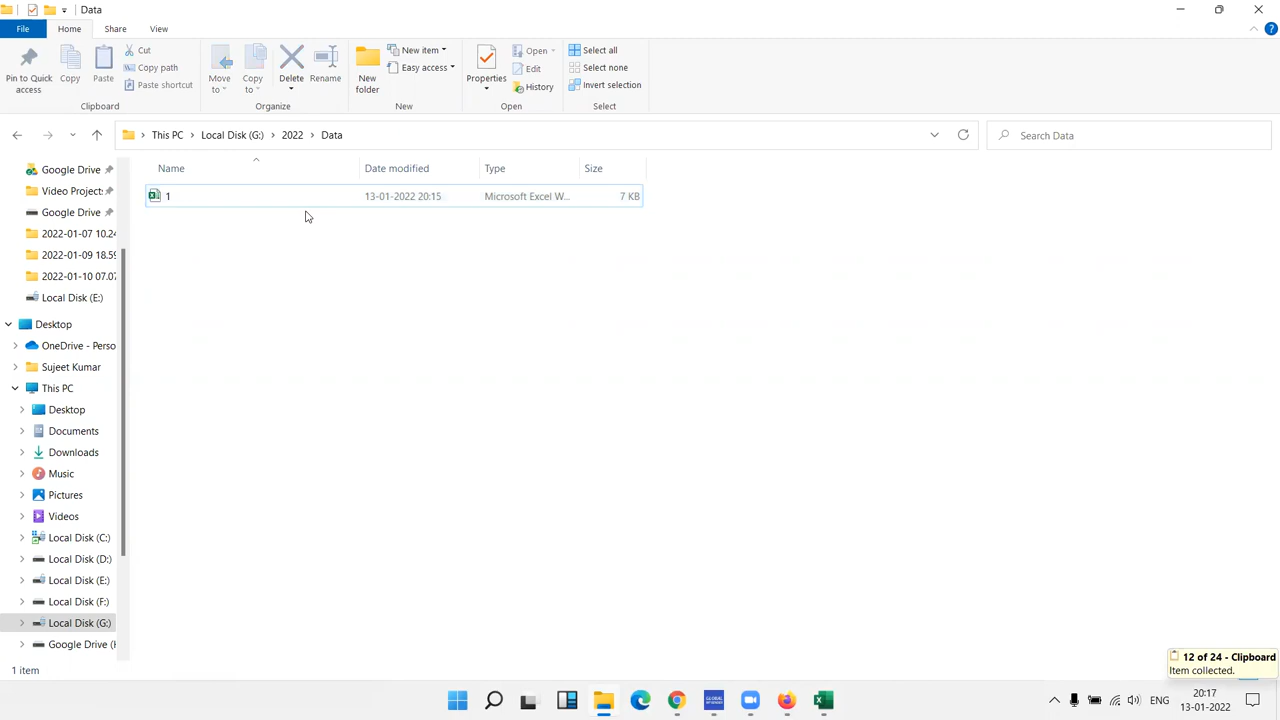 Data
File
Home
Share
View
Pin to Quick access
Copy
Paste
Cut
Copy path
Paste shortcut
Clipboard
Move to
Copy to
Delete
Rename
Organize
New folder
New item
Easy access
New
Properties
Open
Edit
History
Open
Select all
Select none
Invert selection
Select
This PC > Local Disk (G:) > 2022 > Data
Search Data
Name
Date modified
Type
Size
1
13-01-2022 20:15
Microsoft Excel W...
7 KB
Google Drive
Video Project:
Google Drive
2022-01-07 10.24
2022-01-09 18.59
2022-01-10 07.07
Local Disk (E:)
Desktop
OneDrive - Perso
Sujeet Kumar
This PC
Desktop
Documents
Downloads
Music
Pictures
Videos
Local Disk (C:)
Local Disk (D:)
Local Disk (E:)
Local Disk (F:)
Local Disk (G:)
Google Drive (H
1 item
12 of 24 - Clipboard
Item collected.
GLOBAL
ENG
20:17
13-01-2022